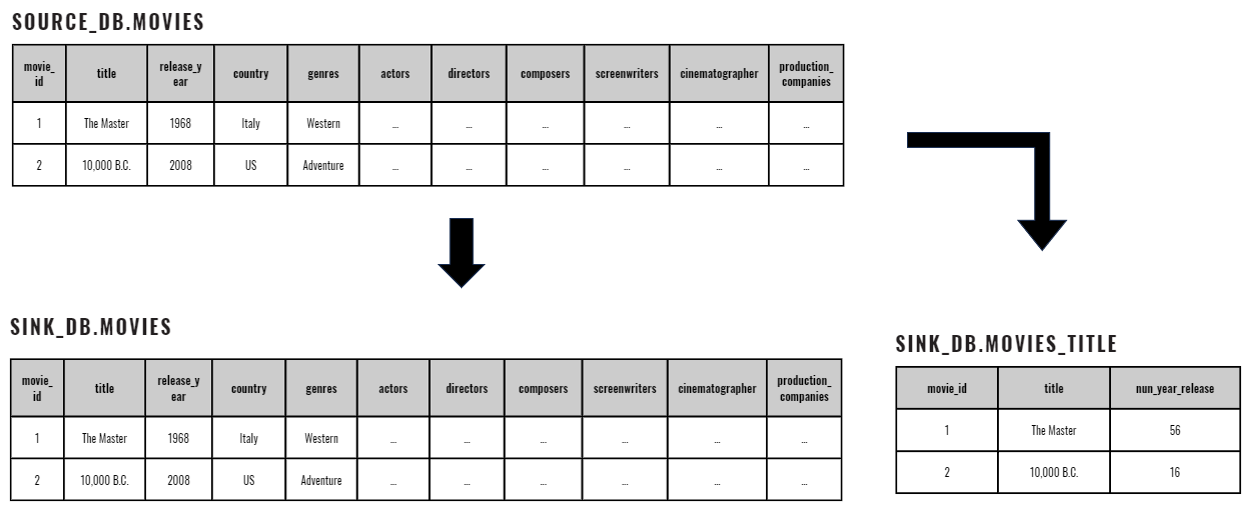 SOURCE_DB.MOVIES
movie_id title release_year country genres actors directors composers screenwriters cinematographer production_companies
1 The Master 1968 Italy Western ... ... ... ... ... ...
2 10,000 B.C. 2008 US Adventure ... ... ... ... ... ...
SINK_DB.MOVIES
movie_id title release_year country genres actors directors composers screenwriters cinematographer production_companies
1 The Master 1968 Italy Western ... ... ... ... ... ...
2 10,000 B.C. 2008 US Adventure ... ... ... ... ... ...
SINK_DB.MOVIES_TITLE
movie_id title nun_year_release
1 The Master 56
2 10,000 B.C. 16